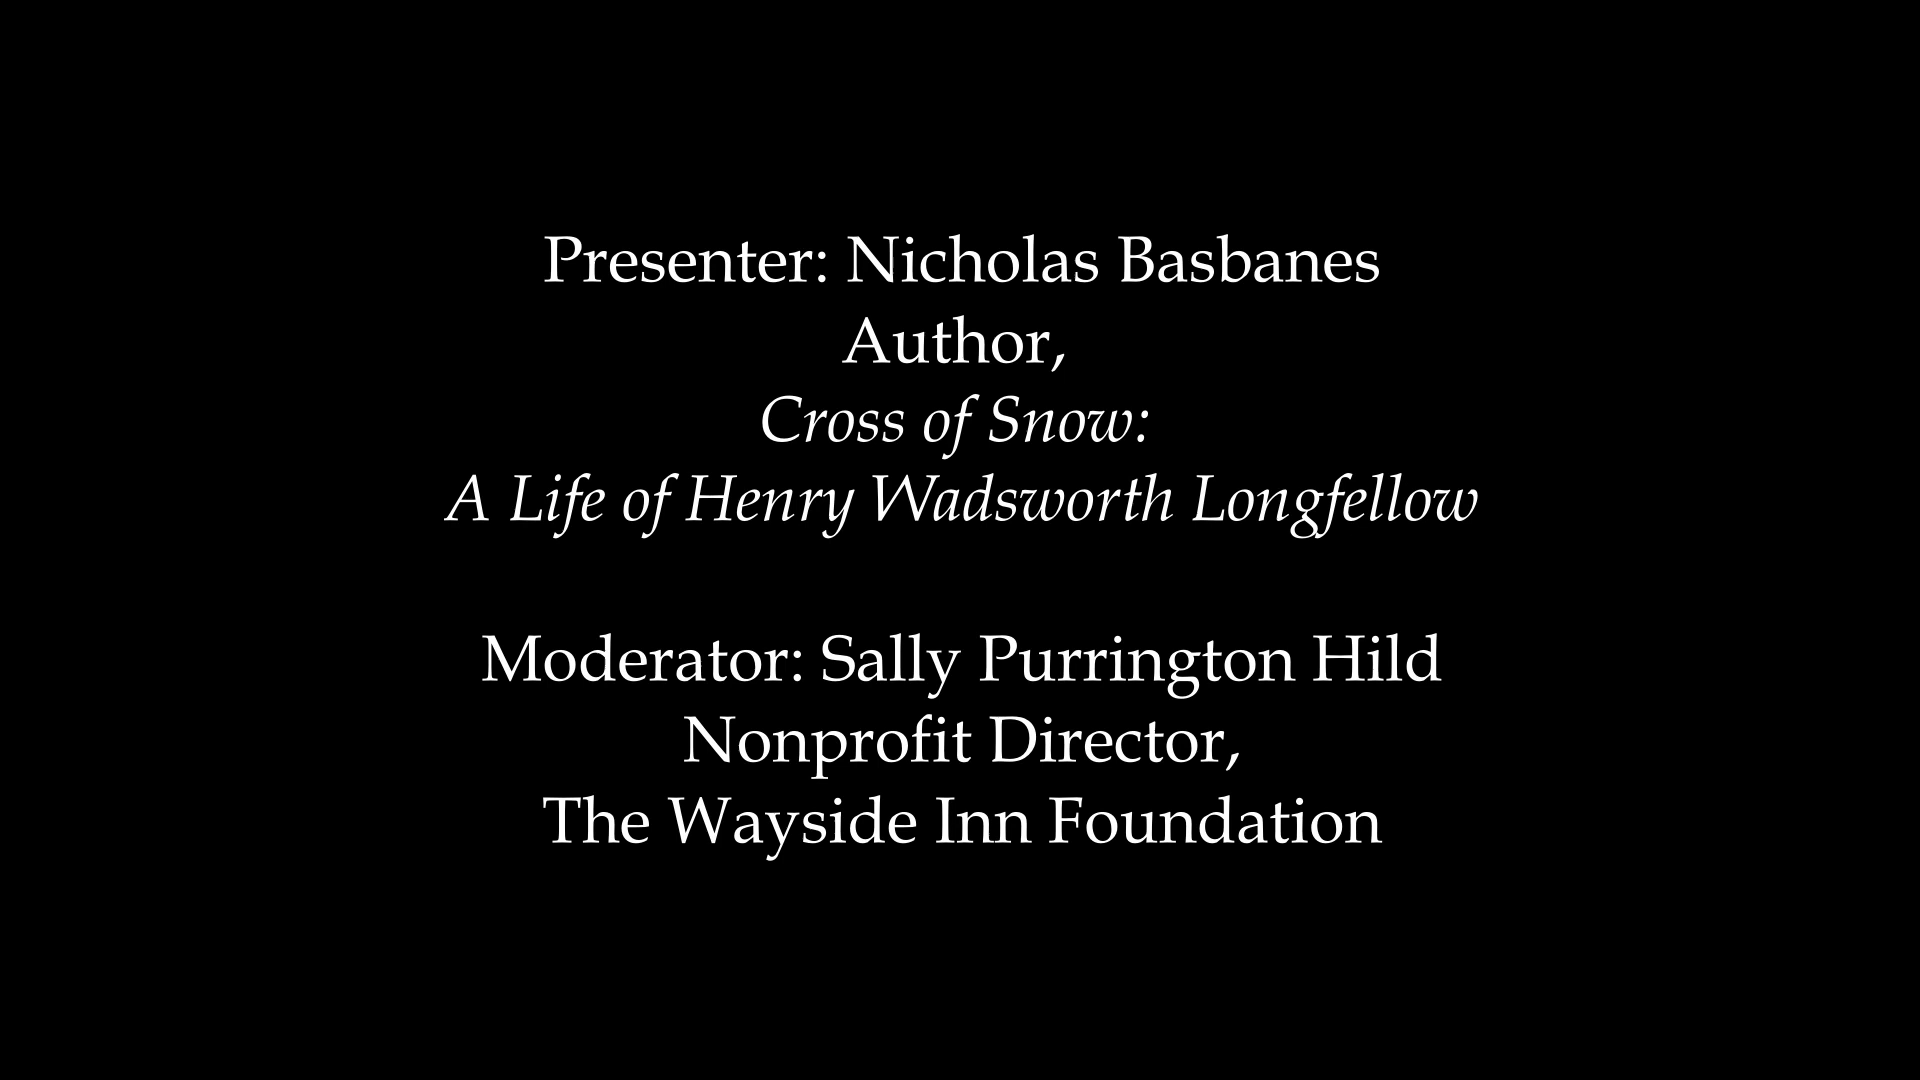 Presenter: Nicholas Basbanes
Author,
Cross of Snow:
A Life of Henry Wadsworth Longfellow
Moderator: Sally Purrington Hild
Nonprofit Director,
The Wayside Inn Foundation